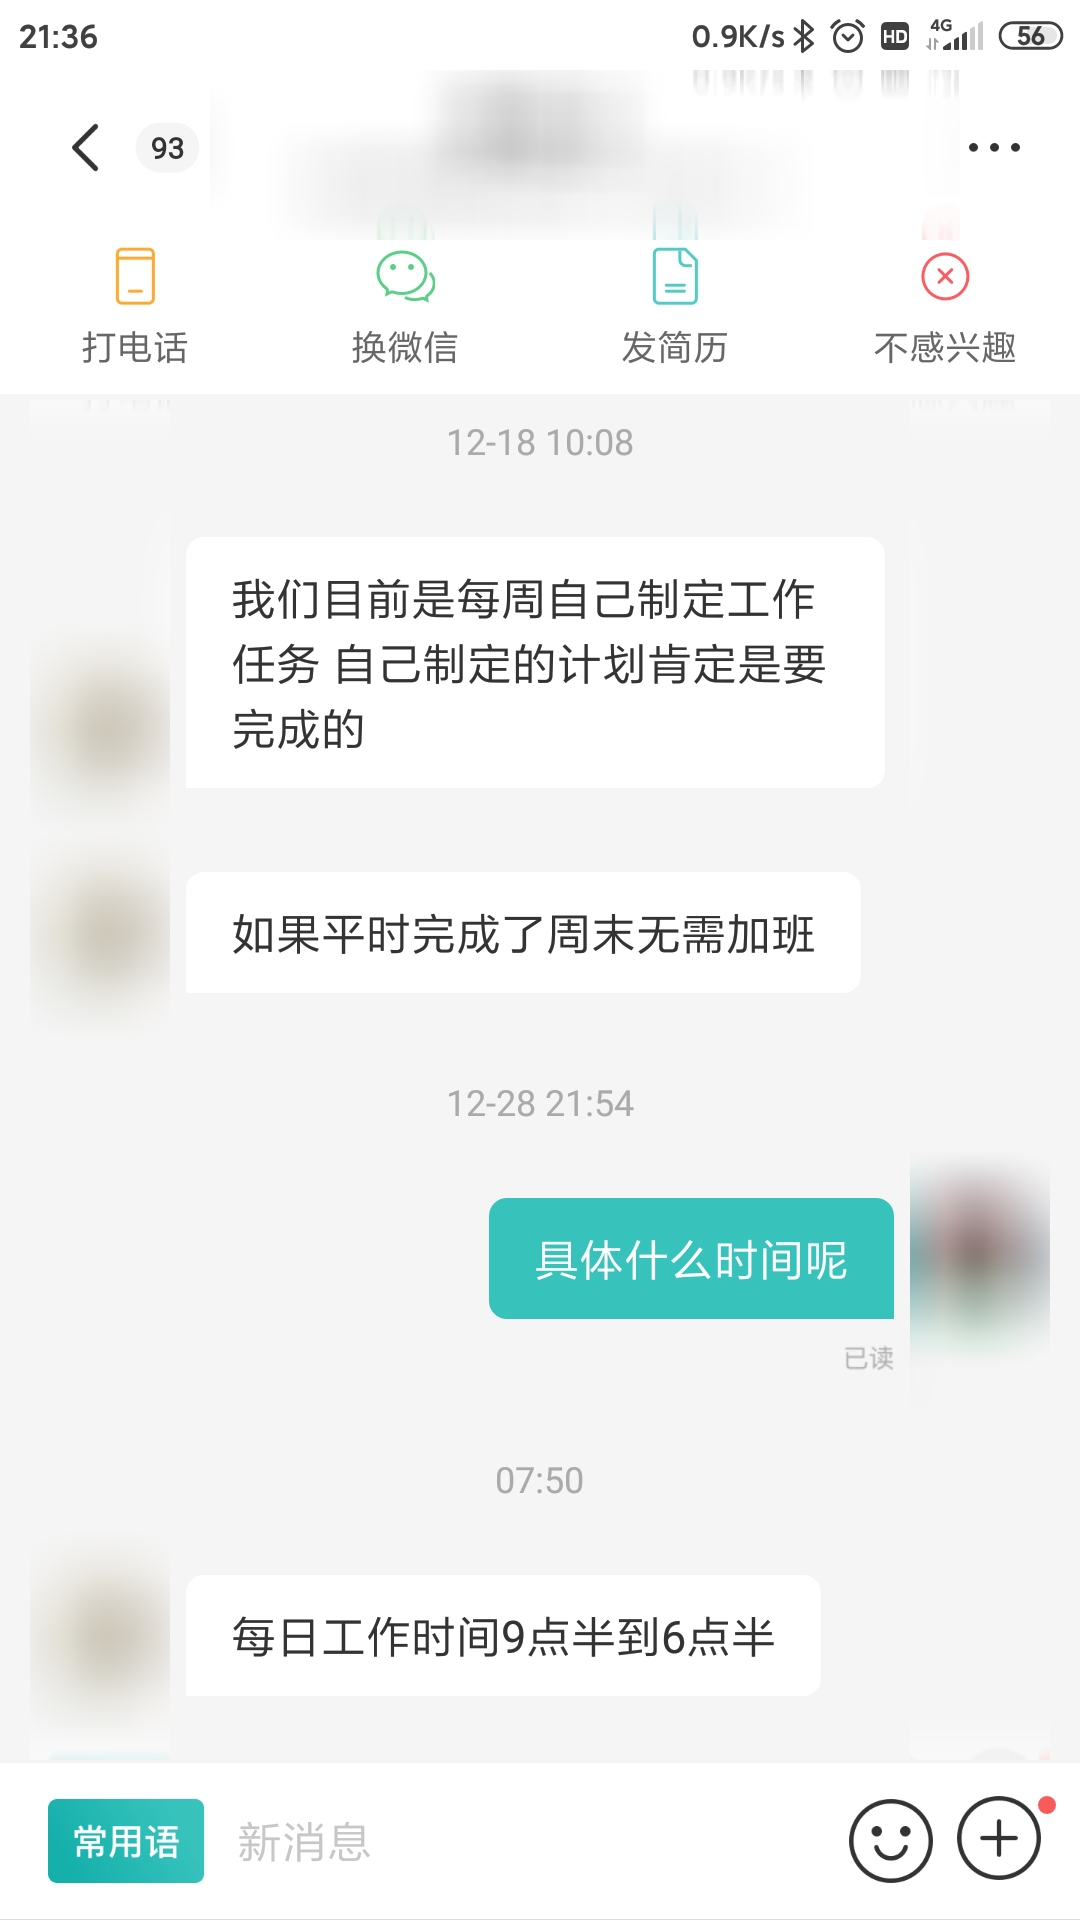 21:36
0.9K/s HD 4G 56
93
打电话
换微信
发简历
不感兴趣
12-18 10:08
我们目前是每周自己制定工作
任务 自己制定的计划肯定是要
完成的
如果平时完成了周末无需加班
12-28 21:54
具体什么时间呢
已读
07:50
每日工作时间9点半到6点半
常用语
新消息